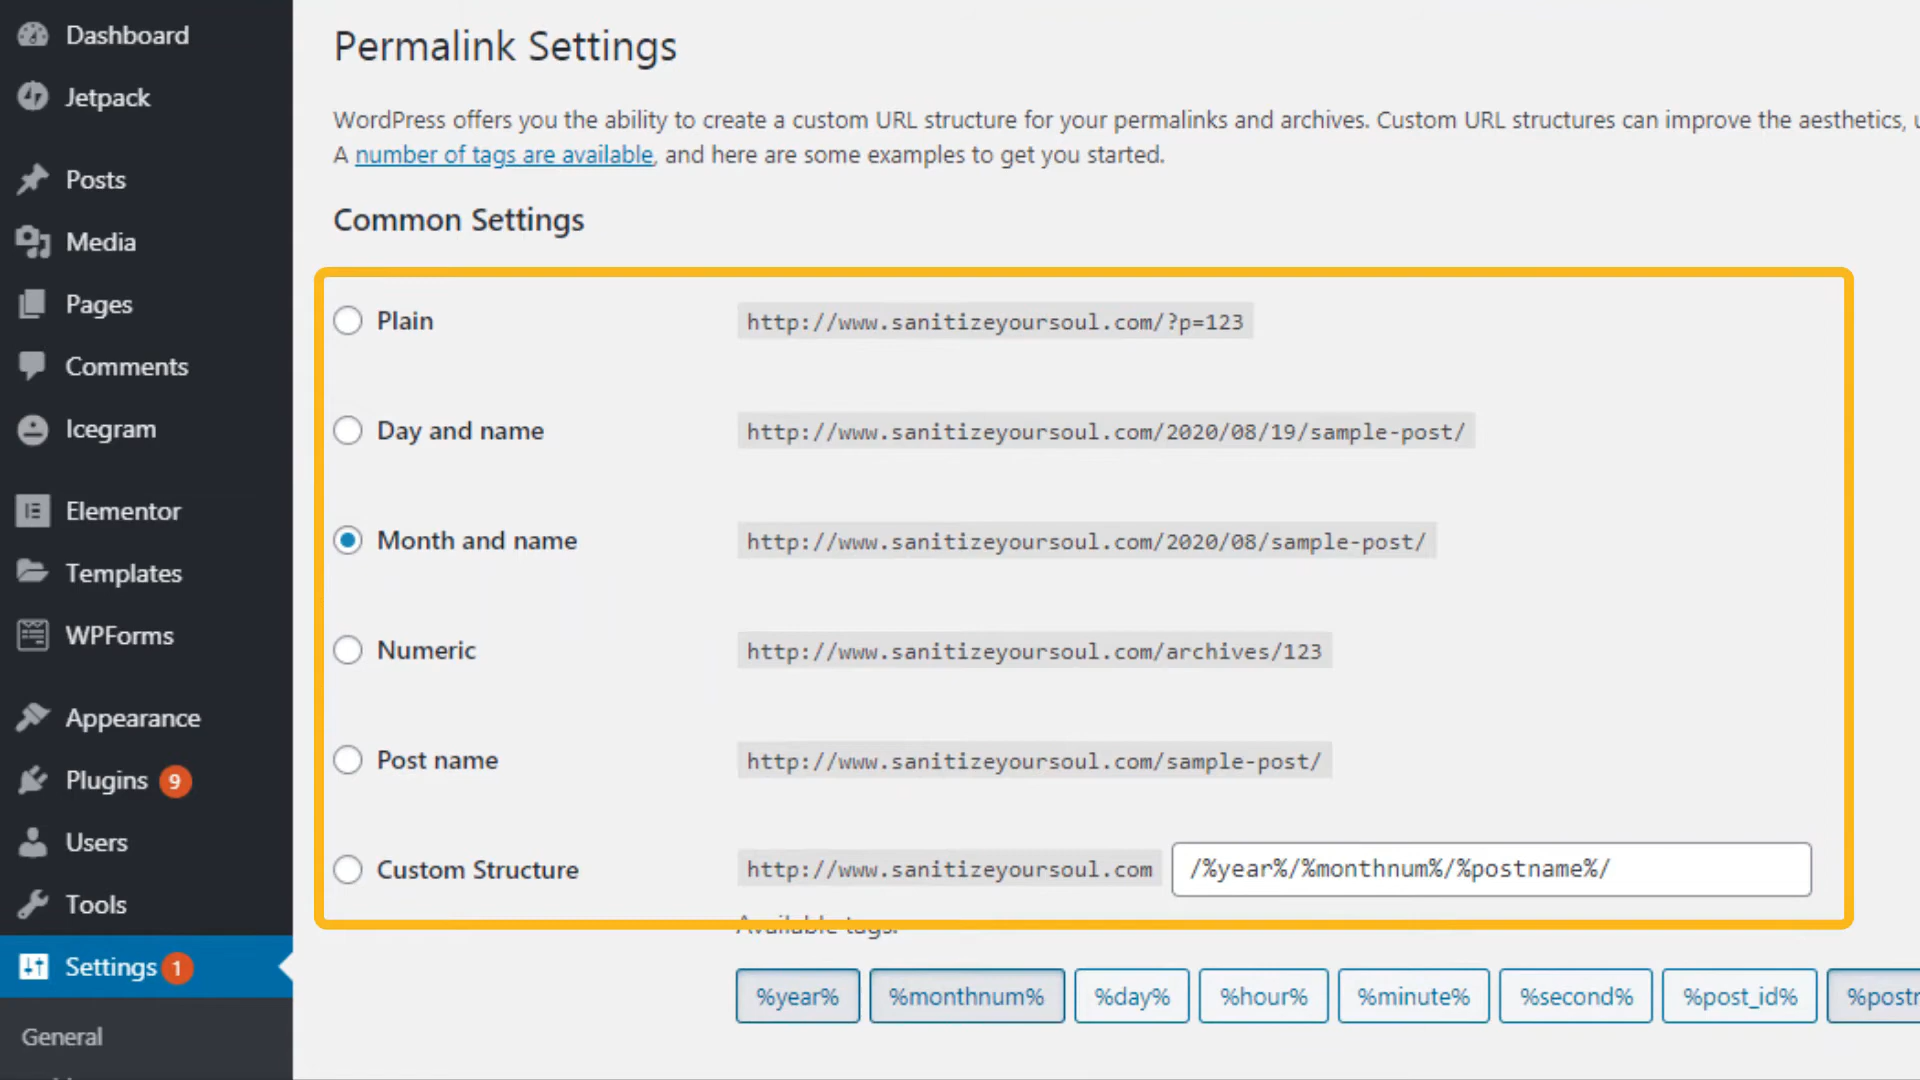 Dashboard
Jetpack
Posts
Media
Pages
Comments
Icegram
Elementor
Templates
WPForms
Appearance
Plugins 9
Users
Tools
Settings 1
General
Permalink Settings
WordPress offers you the ability to create a custom URL structure for your permalinks and archives. Custom URL structures can improve the aesthetics,
A number of tags are available, and here are some examples to get you started.
Common Settings
Plain http://www.sanitizeyoursoul.com/?p=123
Day and name http://www.sanitizeyoursoul.com/2020/08/19/sample-post/
Month and name http://www.sanitizeyoursoul.com/2020/08/sample-post/
Numeric http://www.sanitizeyoursoul.com/archives/123
Post name http://www.sanitizeyoursoul.com/sample-post/
Custom Structure http://www.sanitizeyoursoul.com /%year%/%monthnum%/%postname%/
Available tags:
%year% %monthnum% %day% %hour% %minute% %second% %post_id%